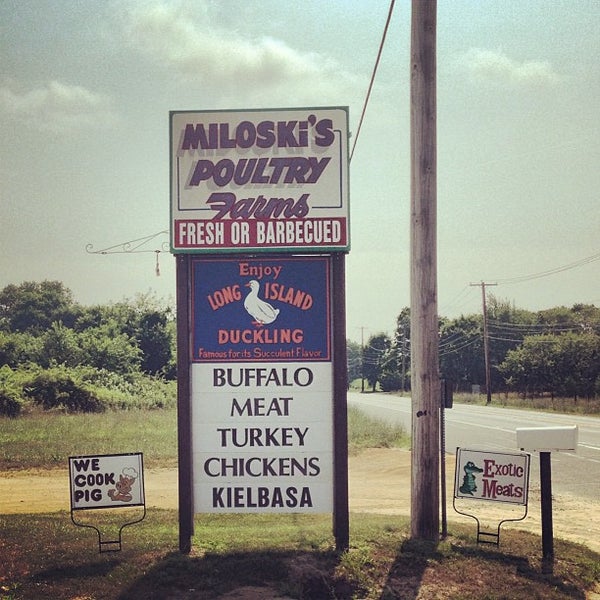 MILOSKi's
POULTRY
Farms
FRESH OR BARBECUED
Enjoy
LONG ISLAND
DUCKLING
Famous for its Succulent Flavor
BUFFALO
MEAT
TURKEY
CHICKENS
KIELBASA
WE
COOK
PIG
Exotic
Meats